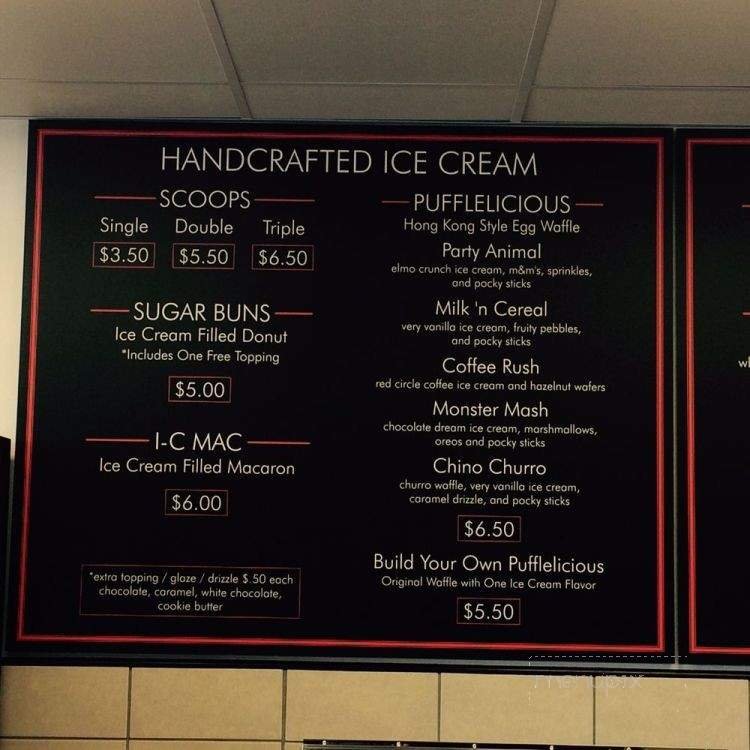 HANDCRAFTED ICE CREAM
SCOOPS
Single Double Triple
$3.50 $5.50 $6.50
SUGAR BUNS
Ice Cream Filled Donut
*Includes One Free Topping
$5.00
I-C MAC
Ice Cream Filled Macaron
$6.00
*extra topping / glaze / drizzle $.50 each
chocolate, caramel, white chocolate,
cookie butter
PUFFLELICIOUS
Hong Kong Style Egg Waffle
Party Animal
elmo crunch ice cream, m&m's, sprinkles,
and pocky sticks
Milk 'n Cereal
very vanilla ice cream, fruity pebbles,
and pocky sticks
Coffee Rush
red circle coffee ice cream and hazelnut wafers
Monster Mash
chocolate dream ice cream, marshmallows,
oreos and pocky sticks
Chino Churro
churro waffle, very vanilla ice cream,
caramel drizzle, and pocky sticks
$6.50
Build Your Own Pufflelicious
Original Waffle with One Ice Cream Flavor
$5.50
menupix